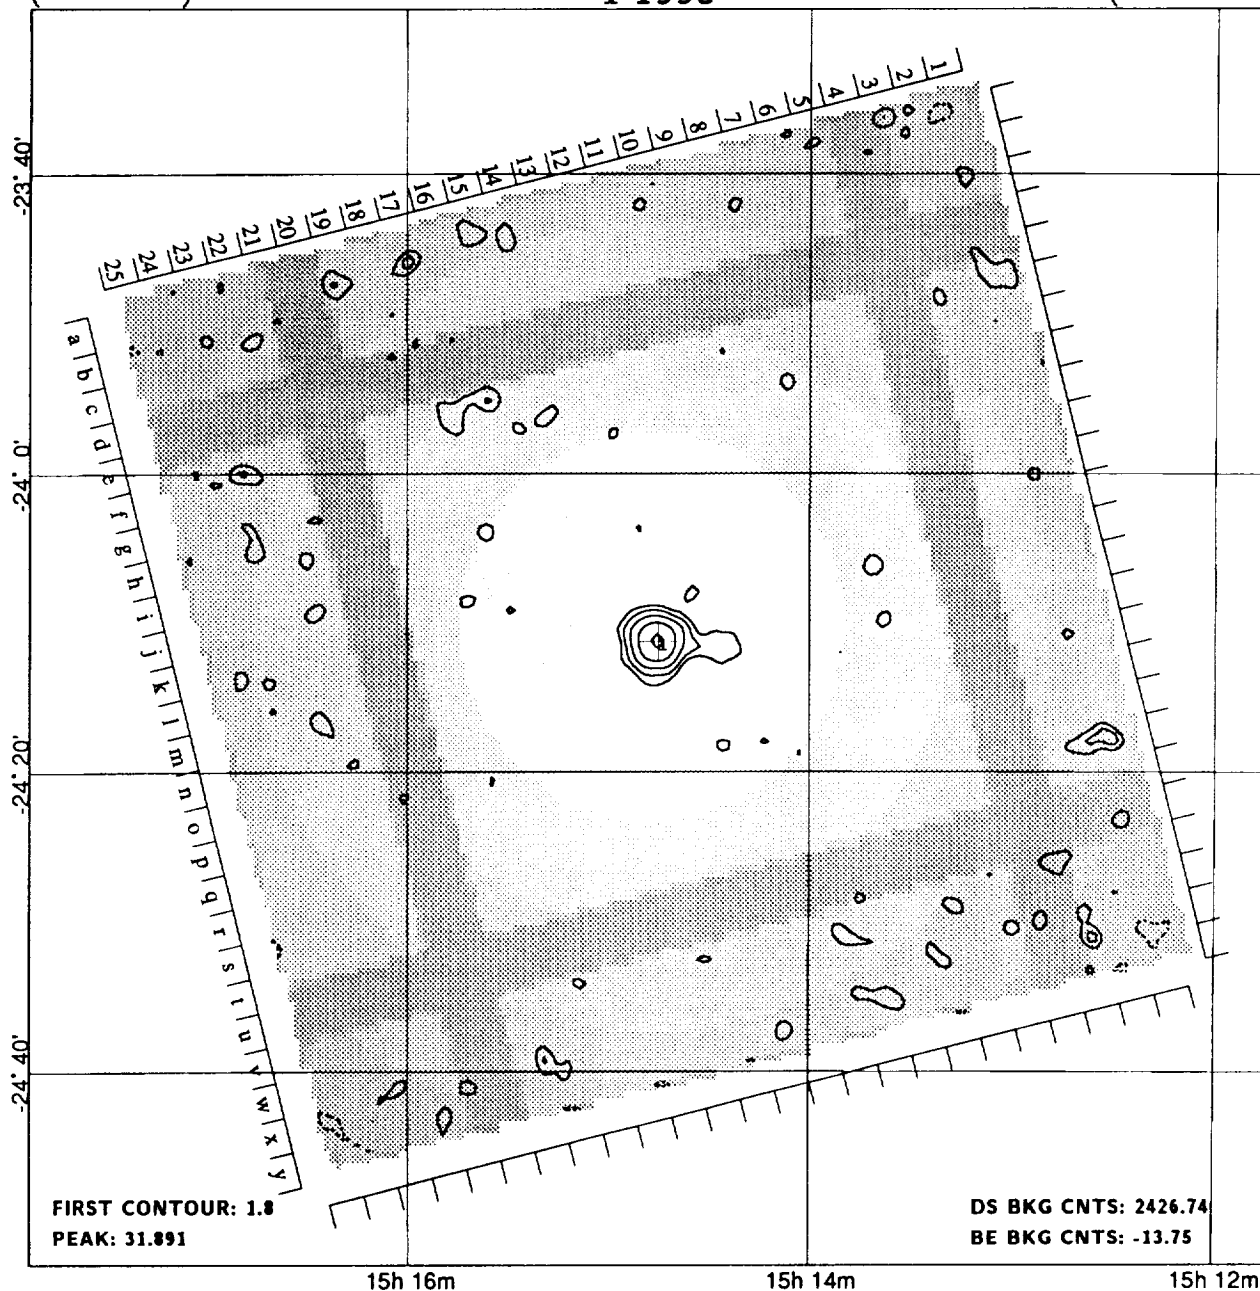 1 2 3 4 5 6 7 8 9 10 11 12 13 14 15 16 17 18 19 20 21 22 23 24 25
a b c d e f g h i j k l m n o p q r s t u v w x y
-23° 40'
-24° 0'
-24° 20'
-24° 40'
FIRST CONTOUR: 1.8
PEAK: 31.891
DS BKG CNTS: 2426.74
BE BKG CNTS: -13.75
15h 16m
15h 14m
15h 12m